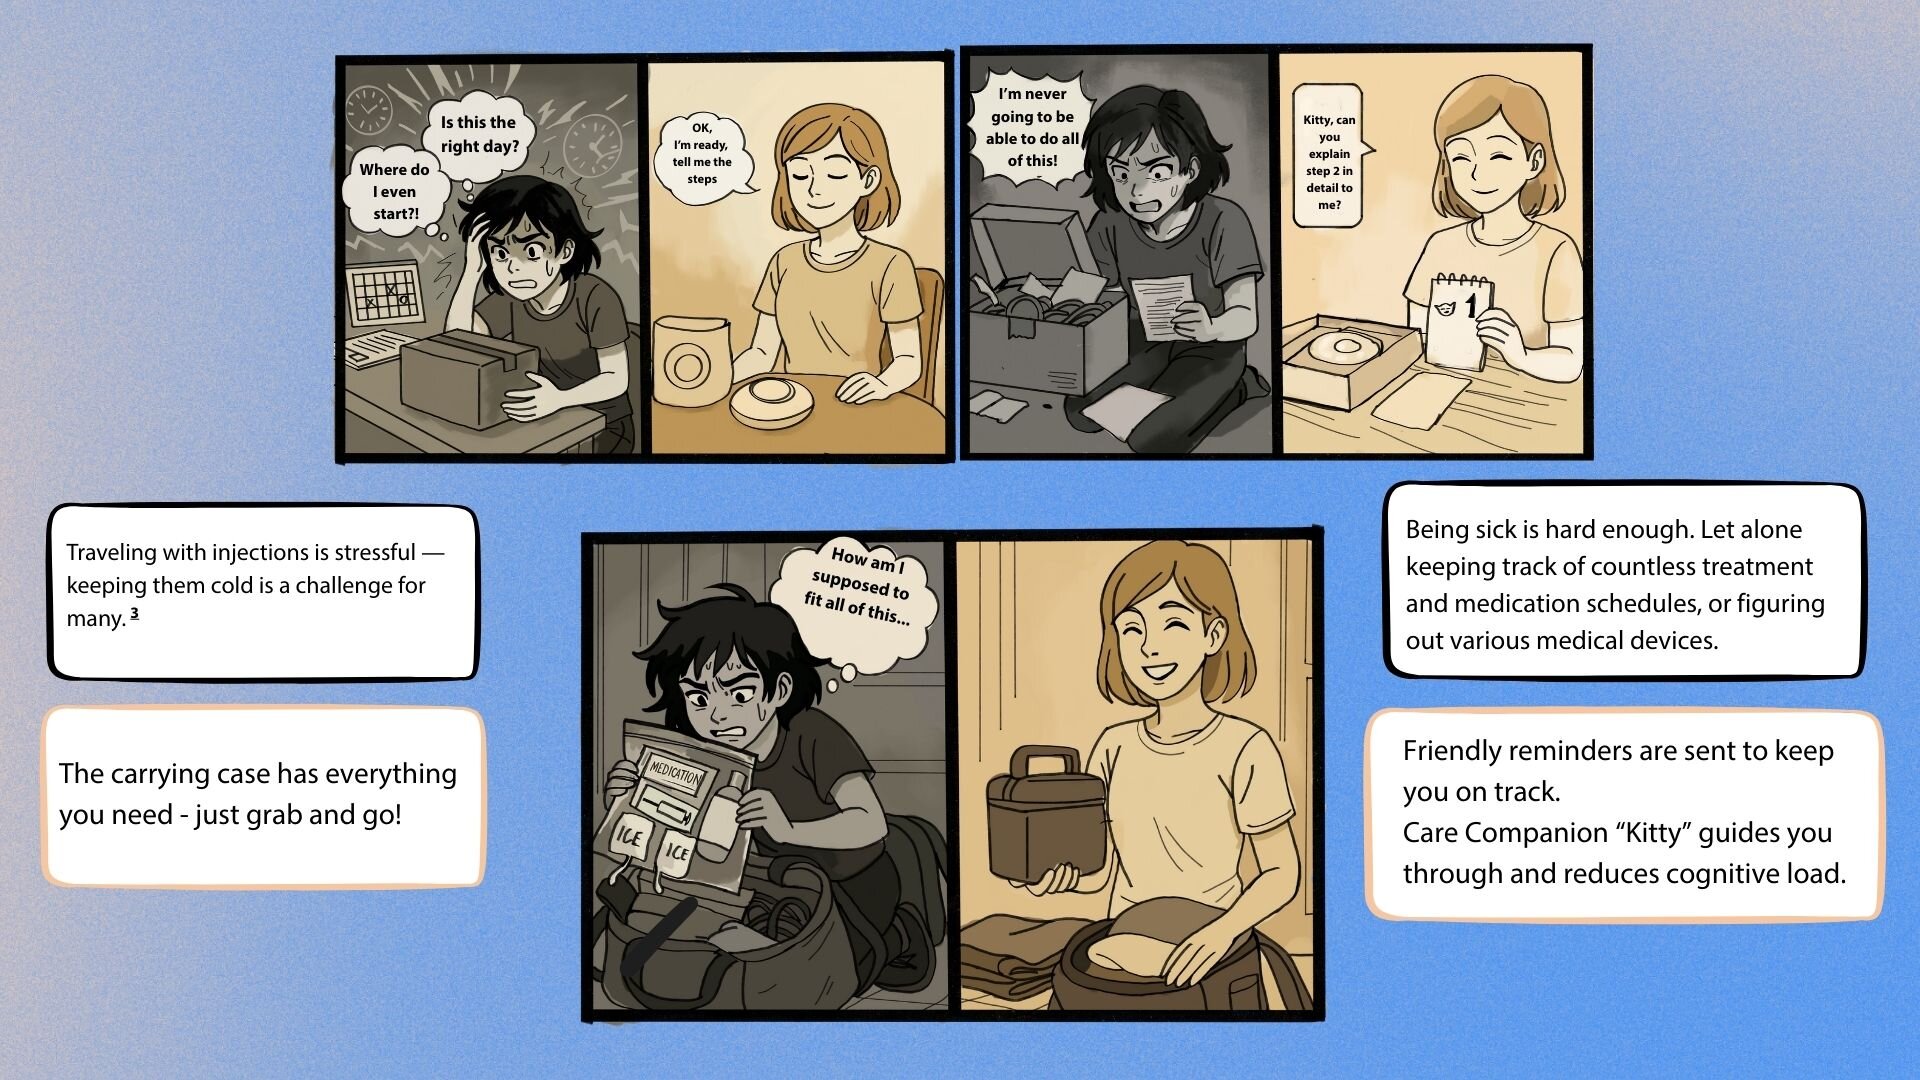 Is this the
right day?
Where do
I even
start?!
OK,
I'm ready,
tell me the
steps
I'm never
going to be
able to do all
of this!
Kitty, can
you
explain
step 2 in
detail to
me?
1
Traveling with injections is stressful —
keeping them cold is a challenge for
many. 3
The carrying case has everything
you need - just grab and go!
How am I
supposed to
fit all of this...
MEDICATION
ICE
ICE
Being sick is hard enough. Let alone
keeping track of countless treatment
and medication schedules, or figuring
out various medical devices.
Friendly reminders are sent to keep
you on track.
Care Companion “Kitty” guides you
through and reduces cognitive load.